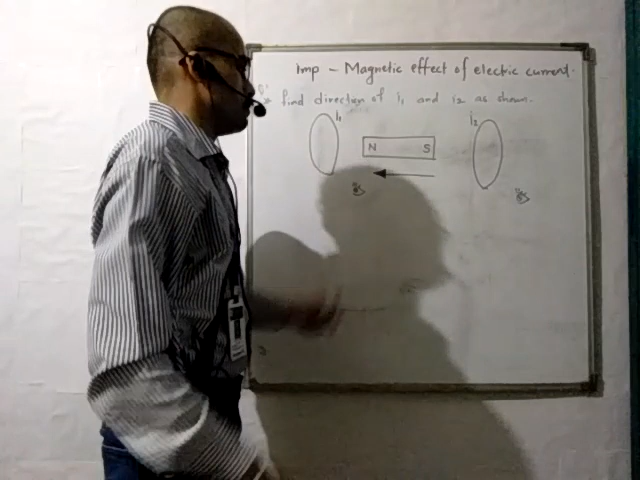 Imp - Magnetic effect of electric current.
find direction of i1 and i2 as shown.
i1
i2
N S